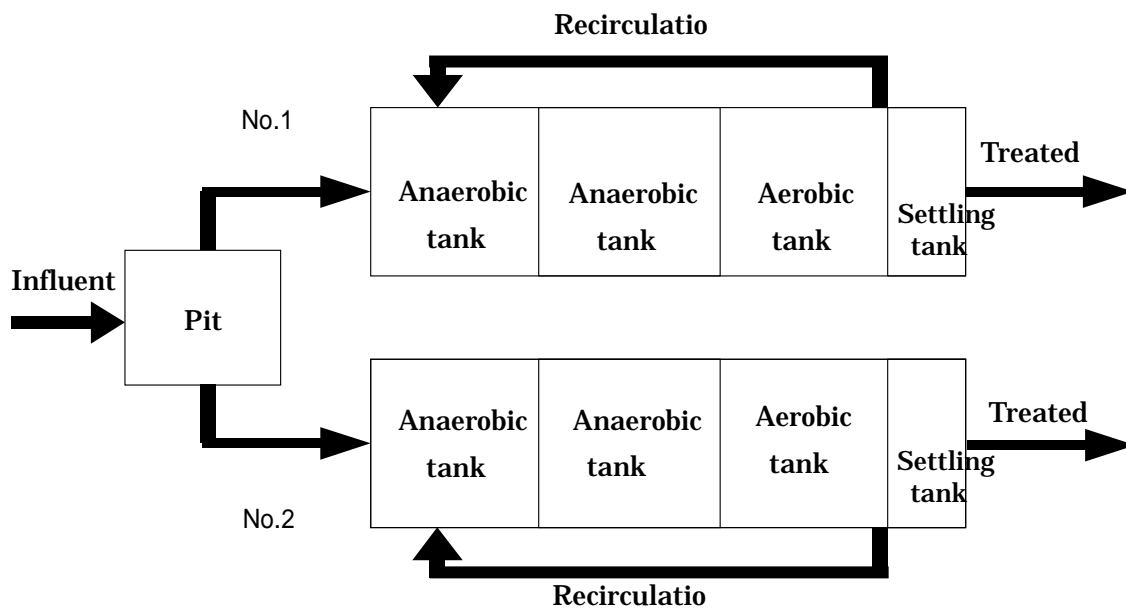 Recirculatio
No.1
Anaerobic
tank
Anaerobic
tank
Aerobic
tank
Settling
tank
Treated
Influent
Pit
Anaerobic
tank
Anaerobic
tank
Aerobic
tank
Settling
tank
Treated
No.2
Recirculatio